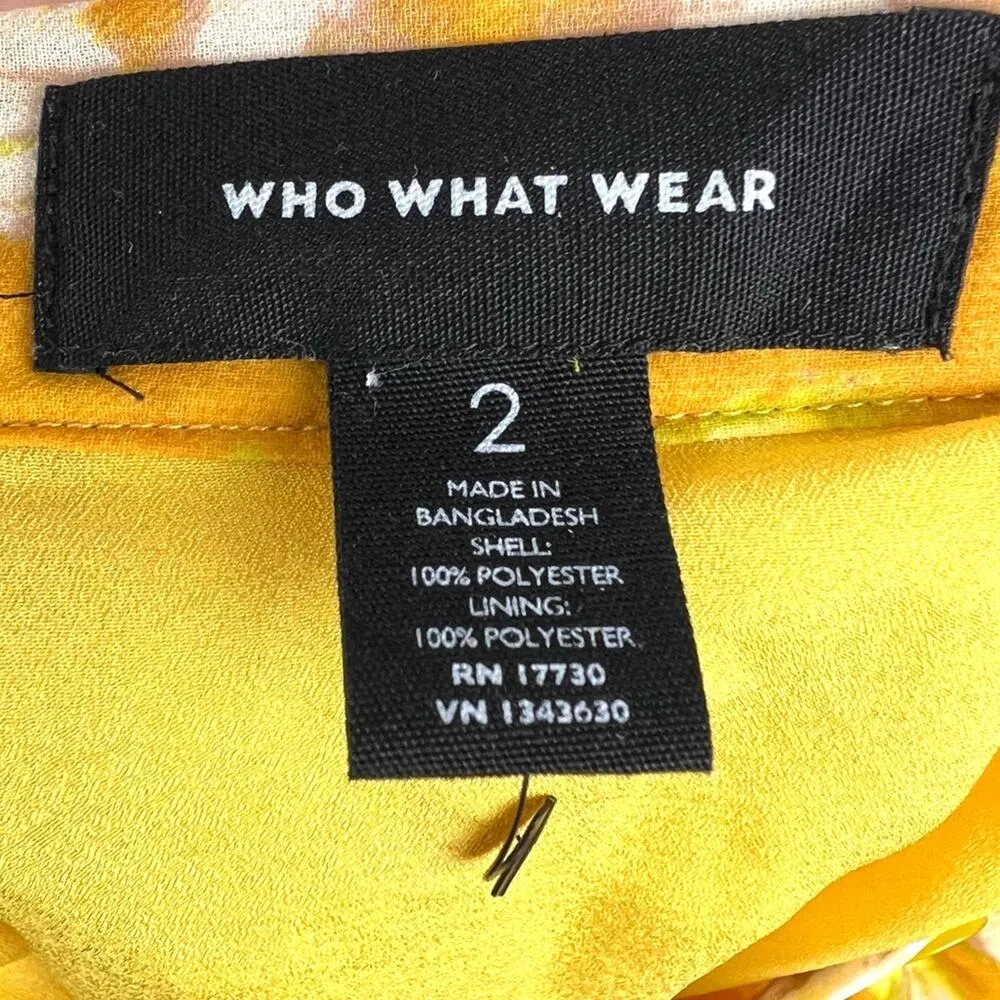 WHO WHAT WEAR
2
MADE IN
BANGLADESH
SHELL:
100% POLYESTER
LINING:
100% POLYESTER
RN 17730
VN 1343630